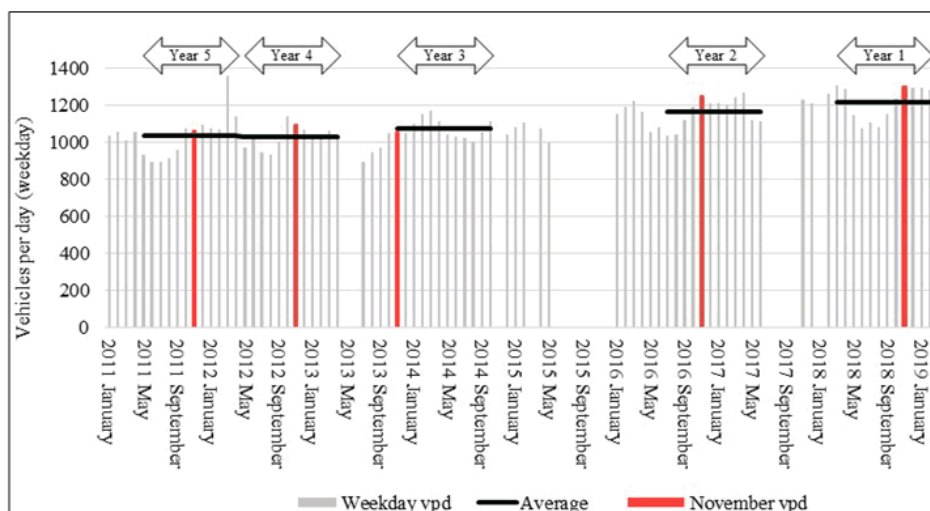 Year 5 Year 4 Year 3 Year 2 Year 1
Vehicles per day (weekday)
1400
1200
1000
800
600
400
200
0
2011 January
2011 May
2011 September
2012 January
2012 May
2012 September
2013 January
2013 May
2013 September
2014 January
2014 May
2014 September
2015 January
2015 May
2015 September
2016 January
2016 May
2016 September
2017 January
2017 May
2017 September
2018 January
2018 May
2018 September
2019 January
Weekday vpd Average November vpd